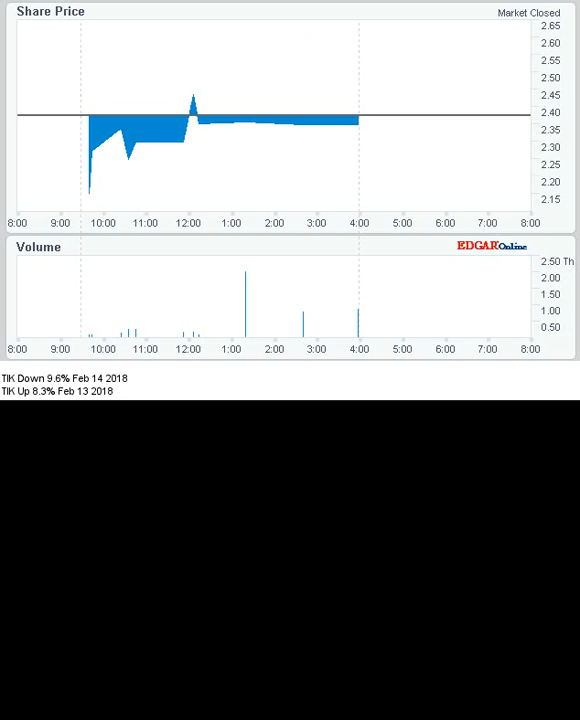 Share Price
Market Closed
2.65
2.60
2.55
2.50
2.45
2.40
2.35
2.30
2.25
2.20
2.15
8:00 9:00 10:00 11:00 12:00 1:00 2:00 3:00 4:00 5:00 6:00 7:00 8:00
Volume
EDGAR Online
2.50 Th
2.00
1.50
1.00
0.50
8:00 9:00 10:00 11:00 12:00 1:00 2:00 3:00 4:00 5:00 6:00 7:00 8:00
TIK Down 9.6% Feb 14 2018
TIK Up 8.3% Feb 13 2018